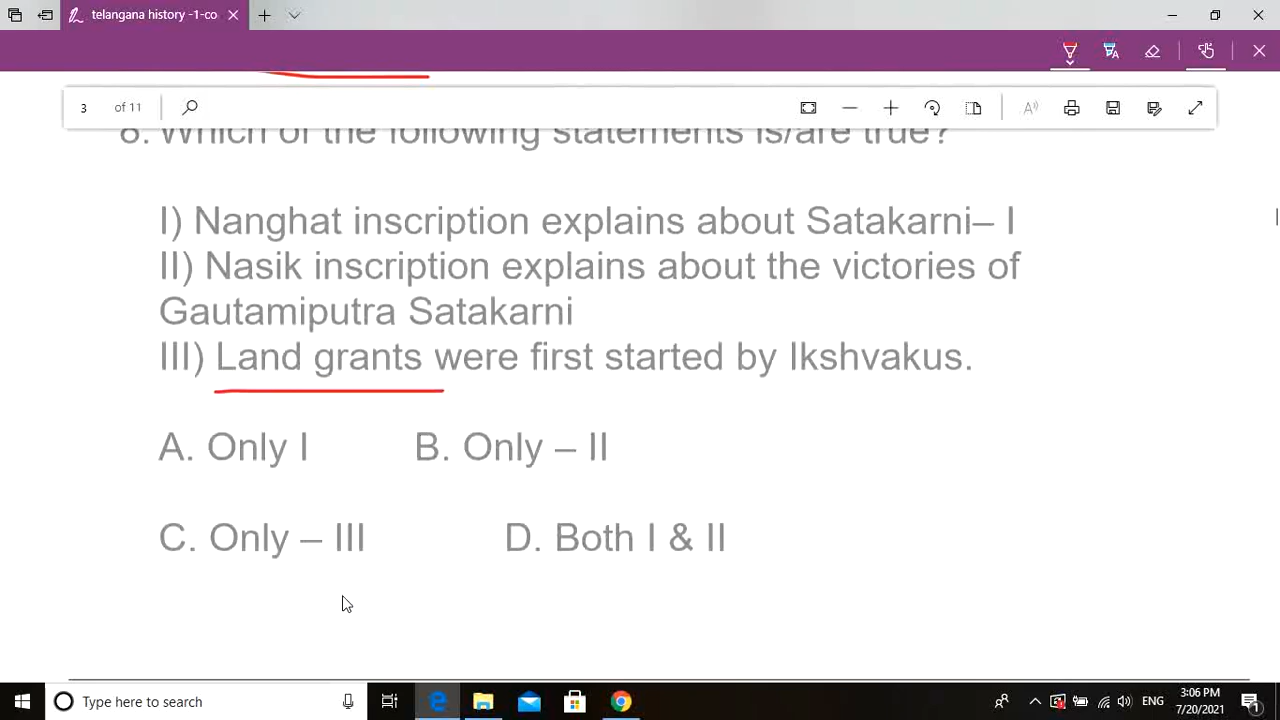 telangana history -1-co
3 of 11
6. Which of the following statements is/are true?
I) Nanghat inscription explains about Satakarni– I
II) Nasik inscription explains about the victories of
Gautamiputra Satakarni
III) Land grants were first started by Ikshvakus.
A. Only I B. Only – II
C. Only – III D. Both I & II
Type here to search
ENG
3:06 PM
7/20/2021
1